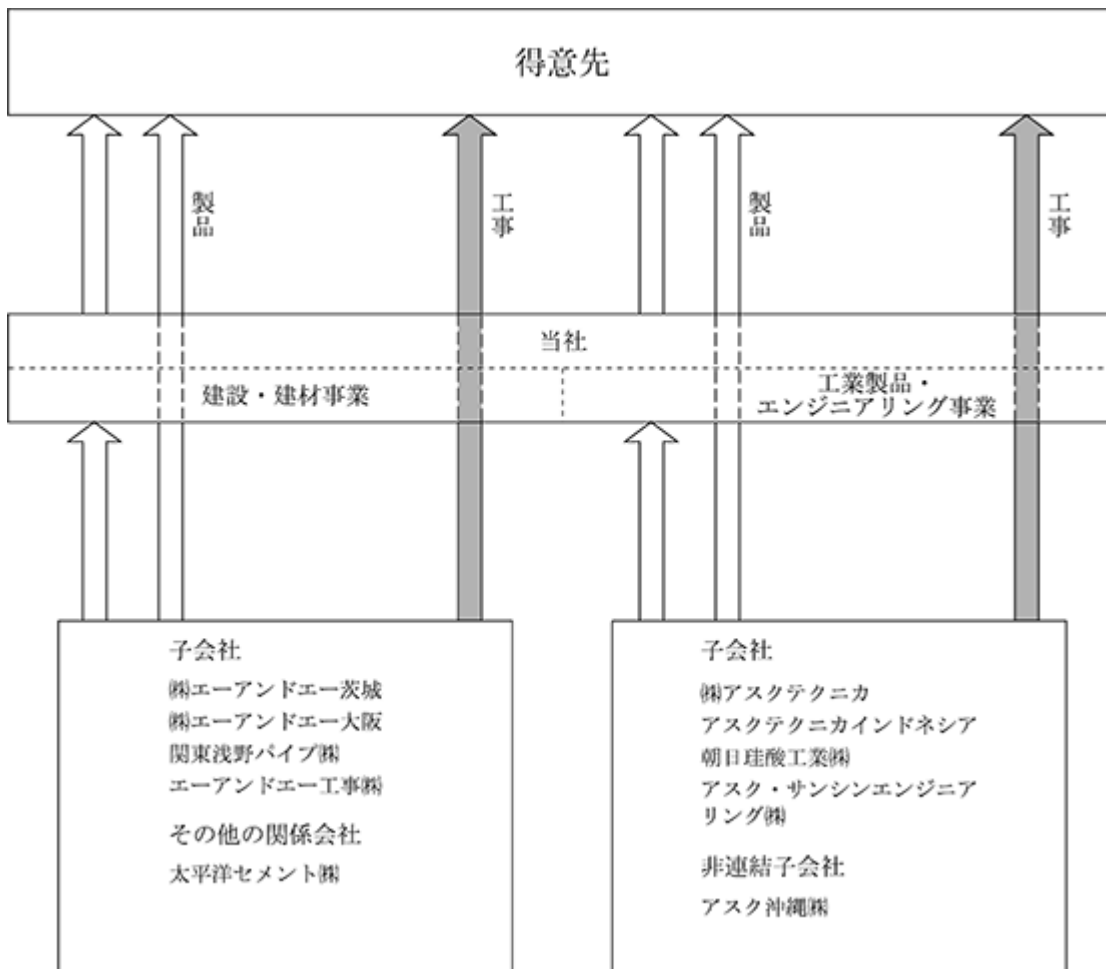 得意先
製品
工事
製品
工事
当社
建設・建材事業
工業製品・
エンジニアリング事業
子会社
㈱エーアンドエー茨城
㈱エーアンドエー大阪
関東浅野パイプ㈱
エーアンドエー工事㈱
その他の関係会社
太平洋セメント㈱
子会社
㈱アスクテクニカ
アスクテクニカインドネシア
朝日珪酸工業㈱
アスク・サンシンエンジニア
リング㈱
非連結子会社
アスク沖縄㈱